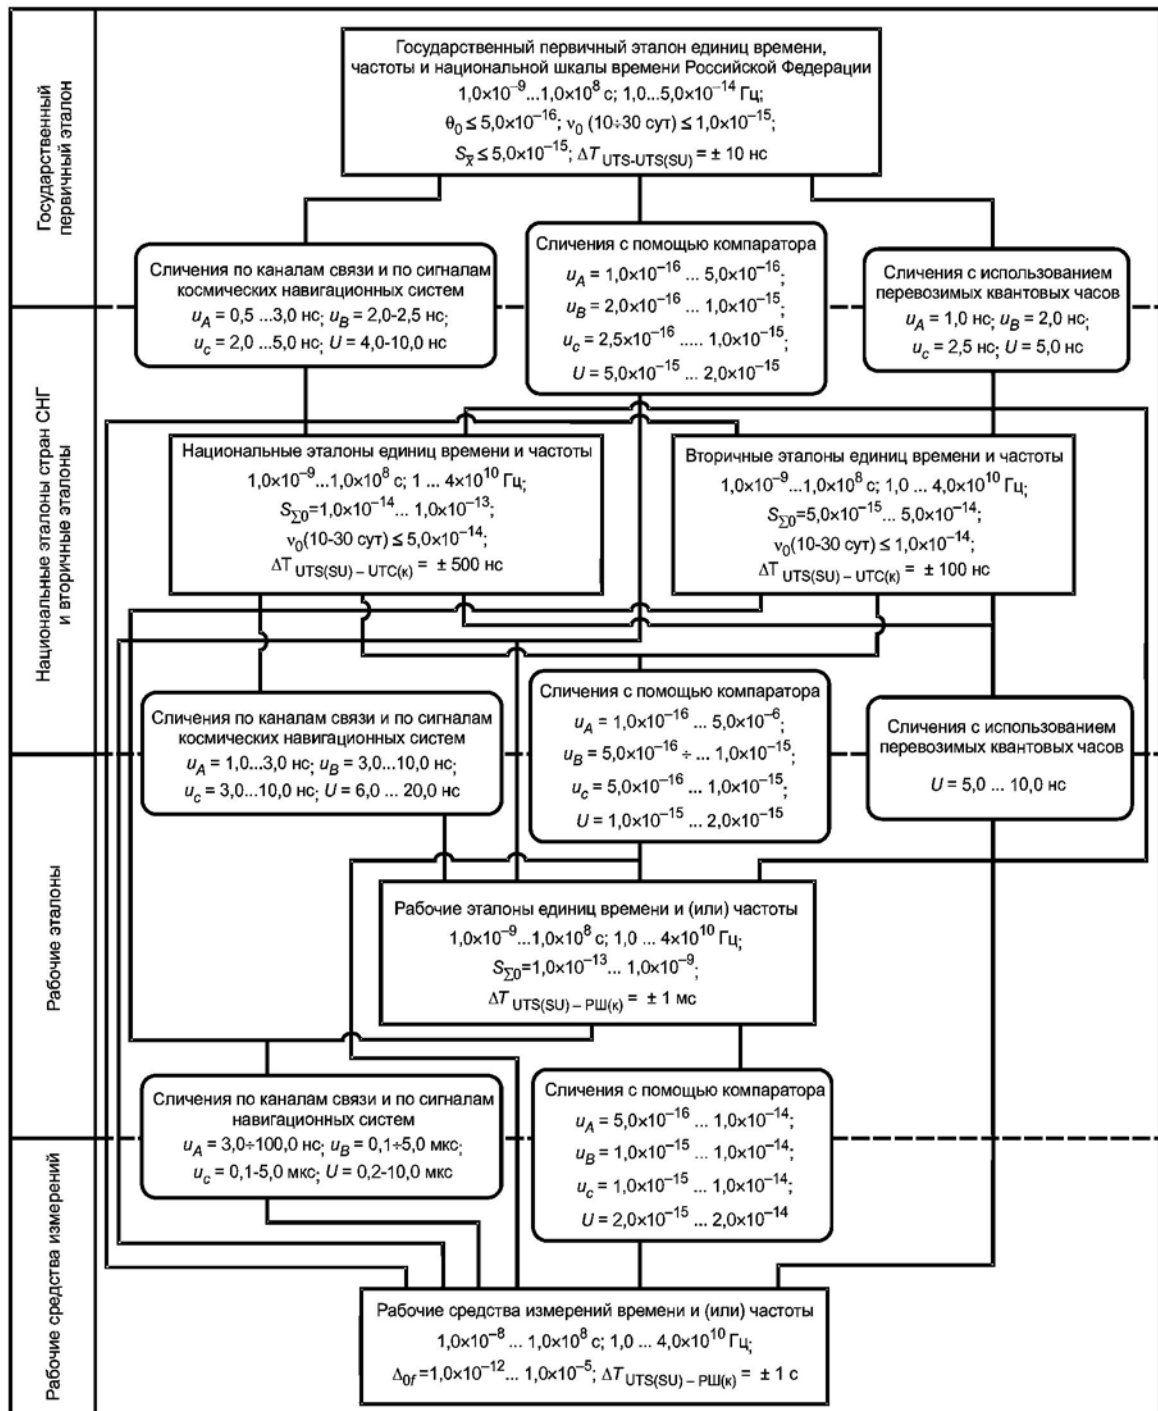 Государственный первичный эталон единиц времени,
частоты и национальной шкалы времени Российской Федерации
1,0×10⁻⁹...1,0×10⁸ с; 1,0...5,0×10⁻¹⁴ Гц;
θ₀ ≤ 5,0×10⁻¹⁶; ν₀ (10÷30 сут) ≤ 1,0×10⁻¹⁵;
S_x̄ ≤ 5,0×10⁻¹⁵; ΔT UTS-UTS(SU) = ± 10 нс
Государственный
первичный эталон
Сличения по каналам связи и по сигналам
космических навигационных систем
u_A = 0,5 ...3,0 нс; u_B = 2,0-2,5 нс;
u_c = 2,0 ...5,0 нс; U = 4,0-10,0 нс
Сличения с помощью компаратора
u_A = 1,0×10⁻¹⁶ ... 5,0×10⁻¹⁶;
u_B = 2,0×10⁻¹⁶ ... 1,0×10⁻¹⁵;
u_c = 2,5×10⁻¹⁶ ..... 1,0×10⁻¹⁵;
U = 5,0×10⁻¹⁵ ... 2,0×10⁻¹⁵
Сличения с использованием
перевозимых квантовых часов
u_A = 1,0 нс; u_B = 2,0 нс;
u_c = 2,5 нс; U = 5,0 нс
Национальные эталоны стран СНГ
и вторичные эталоны
Национальные эталоны единиц времени и частоты
1,0×10⁻⁹...1,0×10⁸ с; 1 ... 4×10¹⁰ Гц;
S_Σ0=1,0×10⁻¹⁴... 1,0×10⁻¹³;
ν₀(10-30 сут) ≤ 5,0×10⁻¹⁴;
ΔT UTS(SU) – UTC(к) = ± 500 нс
Вторичные эталоны единиц времени и частоты
1,0×10⁻⁹...1,0×10⁸ с; 1,0 ... 4,0×10¹⁰ Гц;
S_Σ0=5,0×10⁻¹⁵... 5,0×10⁻¹⁴;
ν₀(10-30 сут) ≤ 1,0×10⁻¹⁴;
ΔT UTS(SU) – UTC(к) = ± 100 нс
Сличения по каналам связи и по сигналам
космических навигационных систем
u_A = 1,0...3,0 нс; u_B = 3,0...10,0 нс;
u_c = 3,0...10,0 нс; U = 6,0 ... 20,0 нс
Сличения с помощью компаратора
u_A = 1,0×10⁻¹⁶ ... 5,0×10⁻⁶;
u_B = 5,0×10⁻¹⁶ ÷ ... 1,0×10⁻¹⁵;
u_c = 5,0×10⁻¹⁶ ... 1,0×10⁻¹⁵;
U = 1,0×10⁻¹⁵ ... 2,0×10⁻¹⁵
Сличения с использованием
перевозимых квантовых часов
U = 5,0 ... 10,0 нс
Рабочие эталоны
Рабочие эталоны единиц времени и (или) частоты
1,0×10⁻⁹...1,0×10⁸ с; 1,0 ... 4×10¹⁰ Гц;
S_Σ0=1,0×10⁻¹³... 1,0×10⁻⁹;
ΔT UTS(SU) – РШ(к) = ± 1 мс
Сличения по каналам связи и по сигналам
навигационных систем
u_A = 3,0÷100,0 нс; u_B = 0,1÷5,0 мкс;
u_c = 0,1-5,0 мкс; U = 0,2-10,0 мкс
Сличения с помощью компаратора
u_A = 5,0×10⁻¹⁶ ... 1,0×10⁻¹⁴;
u_B = 1,0×10⁻¹⁵ ... 1,0×10⁻¹⁴;
u_c = 1,0×10⁻¹⁵ ... 1,0×10⁻¹⁴;
U = 2,0×10⁻¹⁵ ... 2,0×10⁻¹⁴
Рабочие средства измерений
Рабочие средства измерений времени и (или) частоты
1,0×10⁻⁸ ... 1,0×10⁸ с; 1,0 ... 4,0×10¹⁰ Гц;
Δ_0f =1,0×10⁻¹²... 1,0×10⁻⁵; ΔT UTS(SU) – РШ(к) = ± 1 с